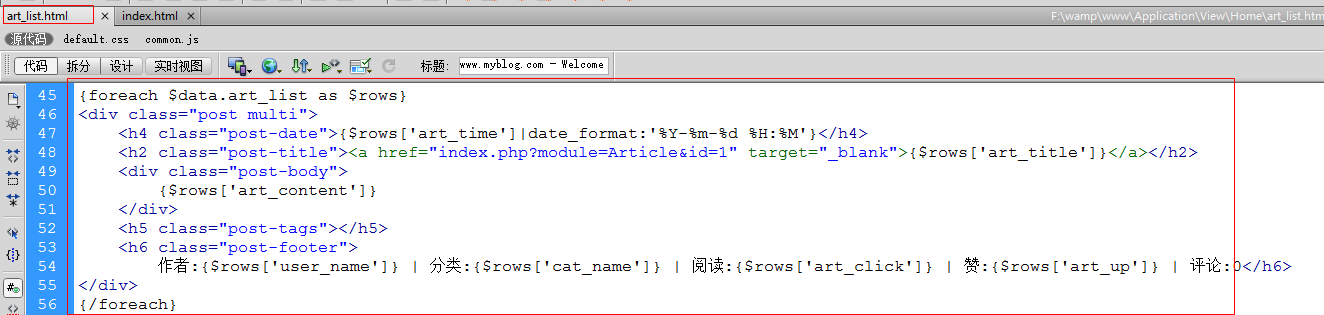 art_list.html × index.html × F:\wamp\www\Application\View\Home\art_list.htm
源代码 default.css common.js
代码 拆分 设计 实时视图 标题: www.myblog.com - Welcome
45 {foreach $data.art_list as $rows}
46 <div class="post multi">
47 <h4 class="post-date">{$rows['art_time']|date_format:'%Y-%m-%d %H:%M'}</h4>
48 <h2 class="post-title"><a href="index.php?module=Article&id=1" target="_blank">{$rows['art_title']}</a></h2>
49 <div class="post-body">
50 {$rows['art_content']}
51 </div>
52 <h5 class="post-tags"></h5>
53 <h6 class="post-footer">
54 作者:{$rows['user_name']} | 分类:{$rows['cat_name']} | 阅读:{$rows['art_click']} | 赞:{$rows['art_up']} | 评论:0</h6>
55 </div>
56 {/foreach}